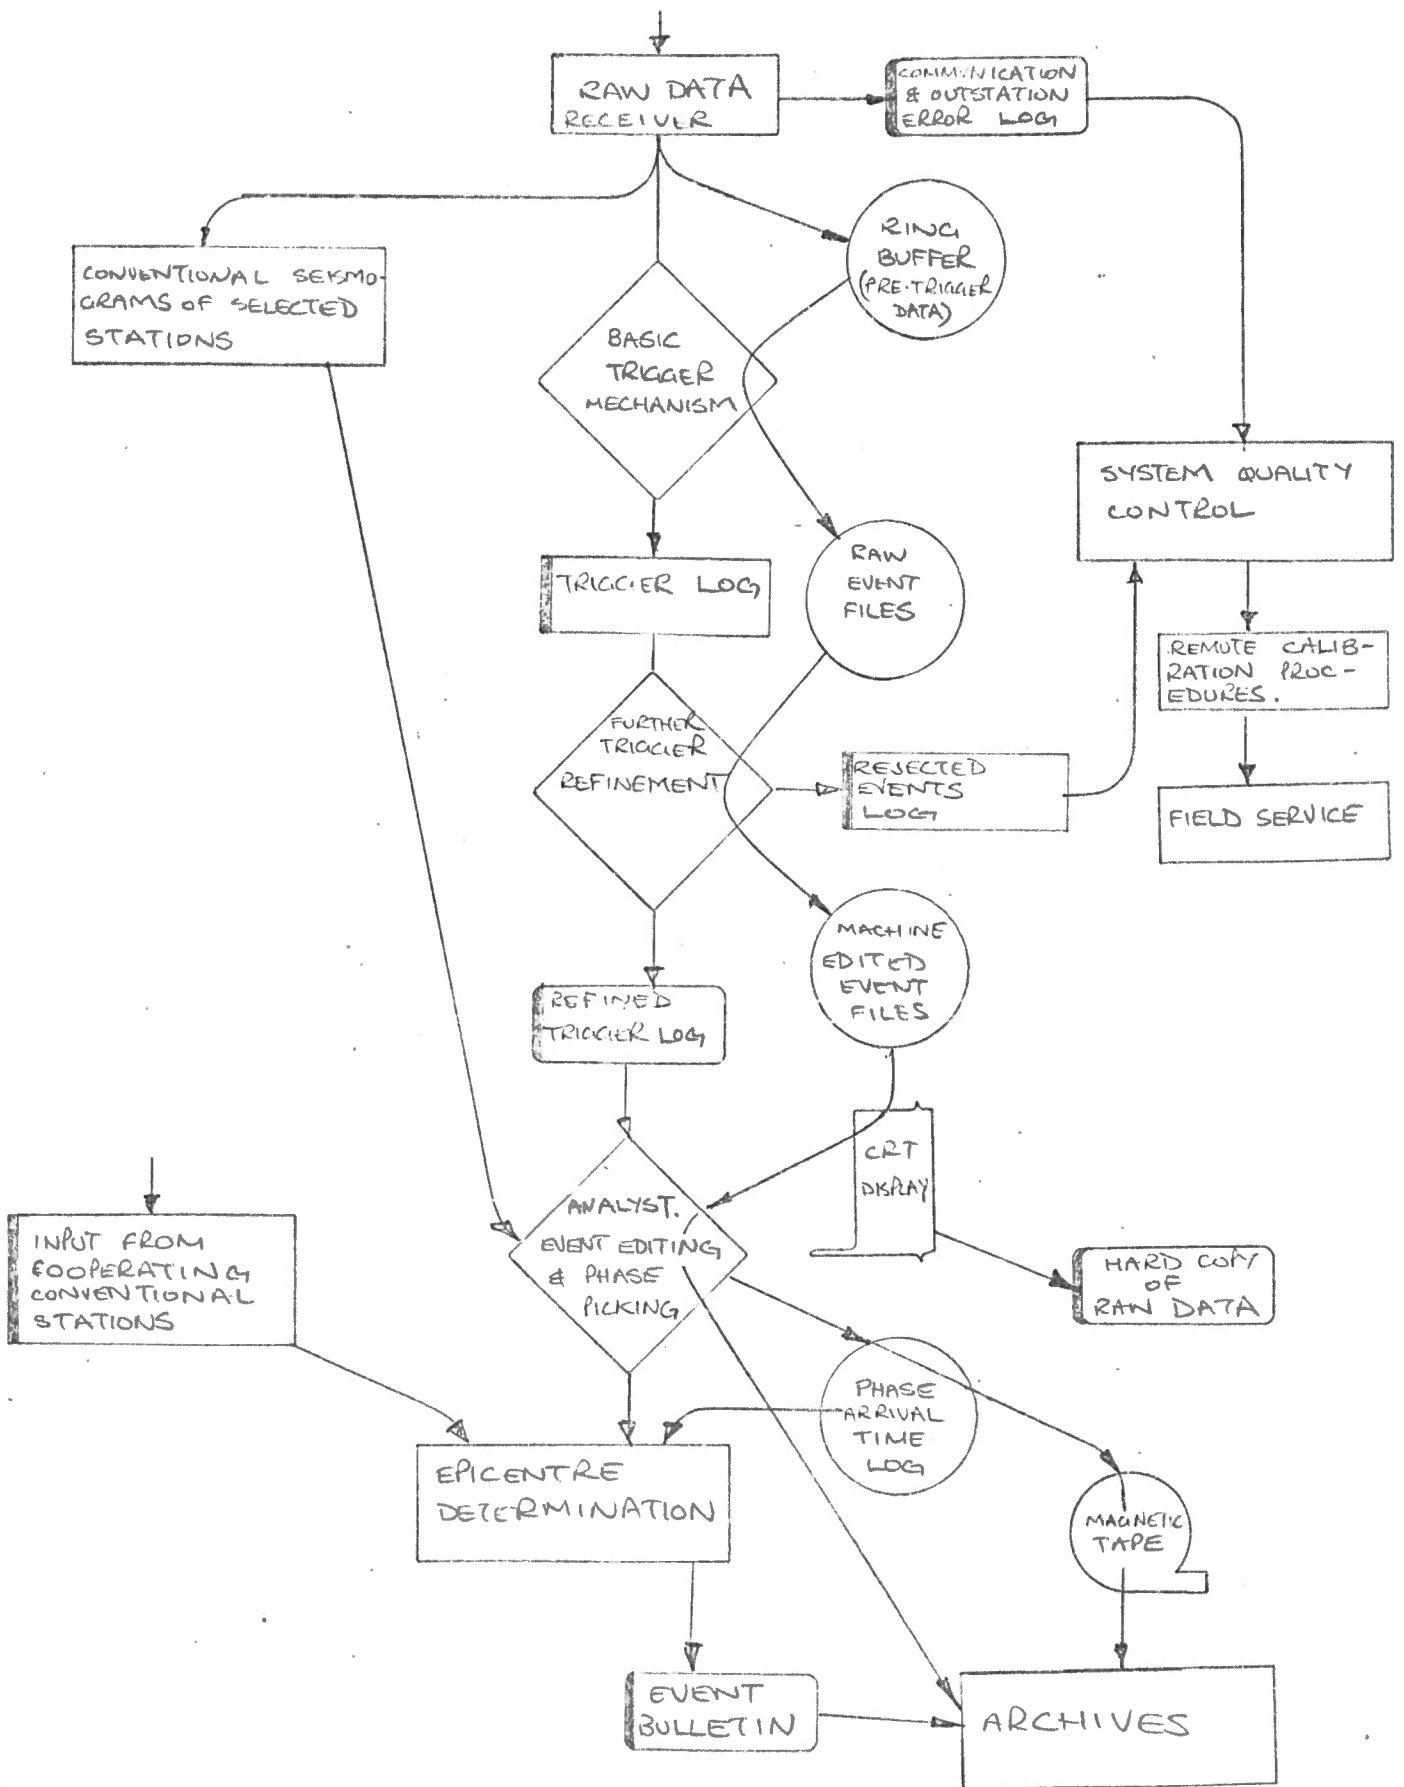 RAW DATA
RECEIVER
COMMUNICATION
& OUTSTATION
ERROR LOG
RING
BUFFER
(PRE-TRIGGER
DATA)
CONVENTIONAL SEISMO-
GRAMS OF SELECTED
STATIONS
BASIC
TRIGGER
MECHANISM
SYSTEM QUALITY
CONTROL
RAW
EVENT
FILES
TRIGGER LOG
REMOTE CALIB-
RATION PROC-
EDURES.
FURTHER
TRIGGER
REFINEMENT
REJECTED
EVENTS
LOG
FIELD SERVICE
MACHINE
EDITED
EVENT
FILES
REFINED
TRIGGER LOG
CRT
DISPLAY
ANALYST.
EVENT EDITING
& PHASE
PICKING
INPUT FROM
COOPERATING
CONVENTIONAL
STATIONS
HARD COPY
OF
RAW DATA
PHASE
ARRIVAL
TIME
LOG
EPICENTRE
DETERMINATION
MAGNETIC
TAPE
EVENT
BULLETIN
ARCHIVES